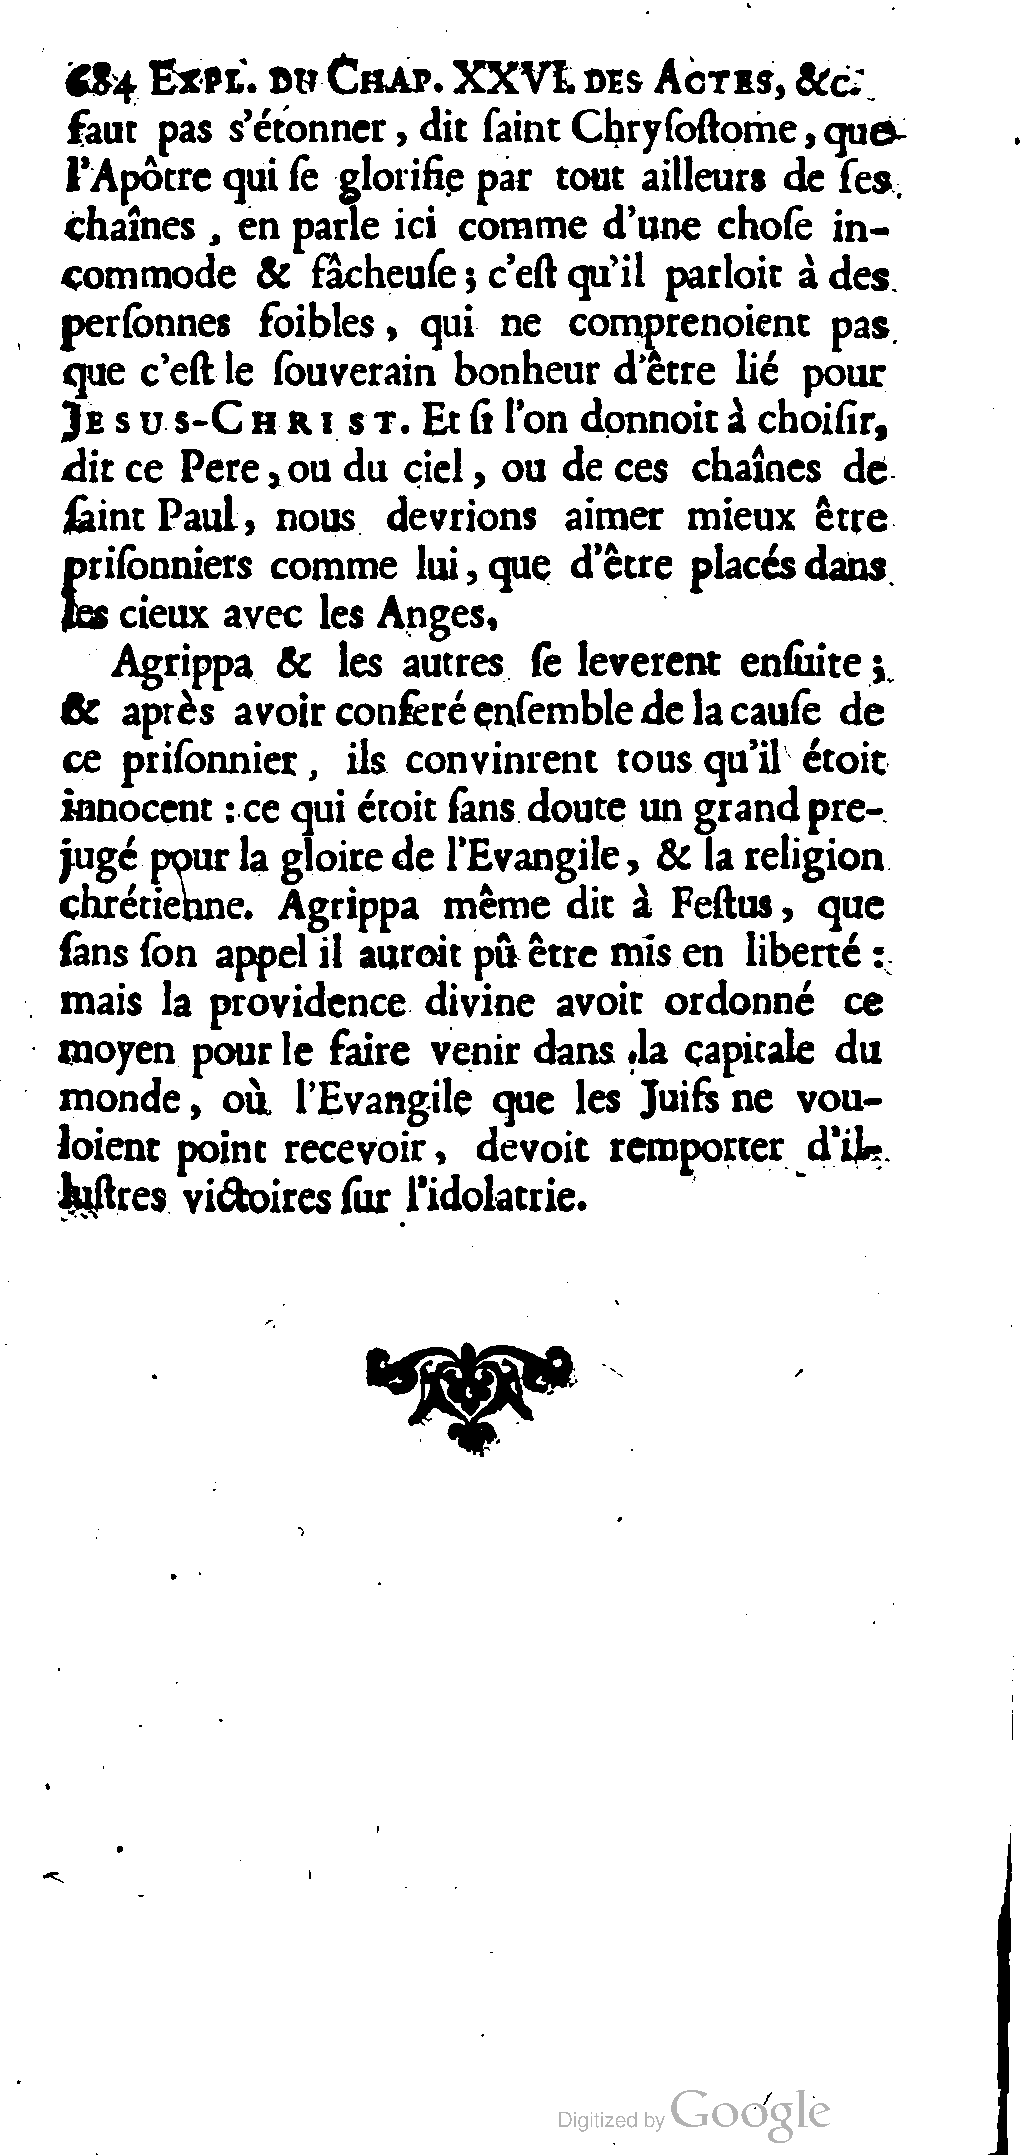 684 EXPL. DU CHAP. XXVI. DES ACTES, &c.
faut pas s'étonner, dit ſaint Chryſoſtome, que
l'Apôtre qui ſe glorifie par tout ailleurs de ſes
chaînes, en parle ici comme d'une choſe in-
commode & fâcheuſe; c'eſt qu'il parloit à des
perſonnes foibles, qui ne comprenoient pas
que c'eſt le ſouverain bonheur d'être lié pour
JESUS-CHRIST. Et ſi l'on donnoit à choiſir,
dit ce Pere, ou du ciel, ou de ces chaînes de
ſaint Paul, nous devrions aimer mieux être
priſonniers comme lui, que d'être placés dans
les cieux avec les Anges.
Agrippa & les autres ſe leverent enſuite;
& après avoir conferé enſemble de la cauſe de
ce priſonnier, ils convinrent tous qu'il étoit
innocent : ce qui étoit ſans doute un grand pre-
jugé pour la gloire de l'Evangile, & la religion
chrétienne. Agrippa même dit à Feſtus, que
ſans ſon appel il auroit pû être mis en liberté :
mais la providence divine avoit ordonné ce
moyen pour le faire venir dans la capitale du
monde, où l'Evangile que les Juifs ne vou-
loient point recevoir, devoit remporter d'il-
luſtres victoires ſur l'idolatrie.
Digitized by Google